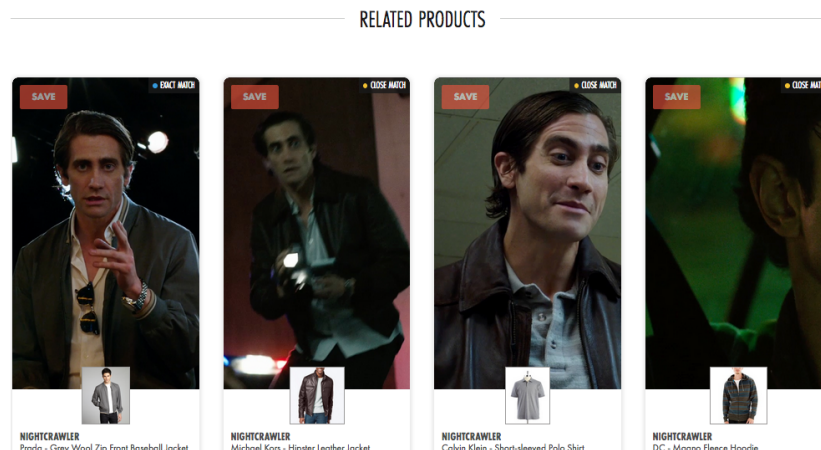 RELATED PRODUCTS
SAVE
EXACT MATCH
SAVE
CLOSE MATCH
SAVE
CLOSE MATCH
SAVE
CLOSE MAT
NIGHTCRAWLER
Prada - Grey Wool Zip Front Baseball Jacket
NIGHTCRAWLER
Michael Kors - Hipster Leather Jacket
NIGHTCRAWLER
Calvin Klein - Short-sleeved Polo Shirt
NIGHTCRAWLER
DC - Magno Fleece Hoodie